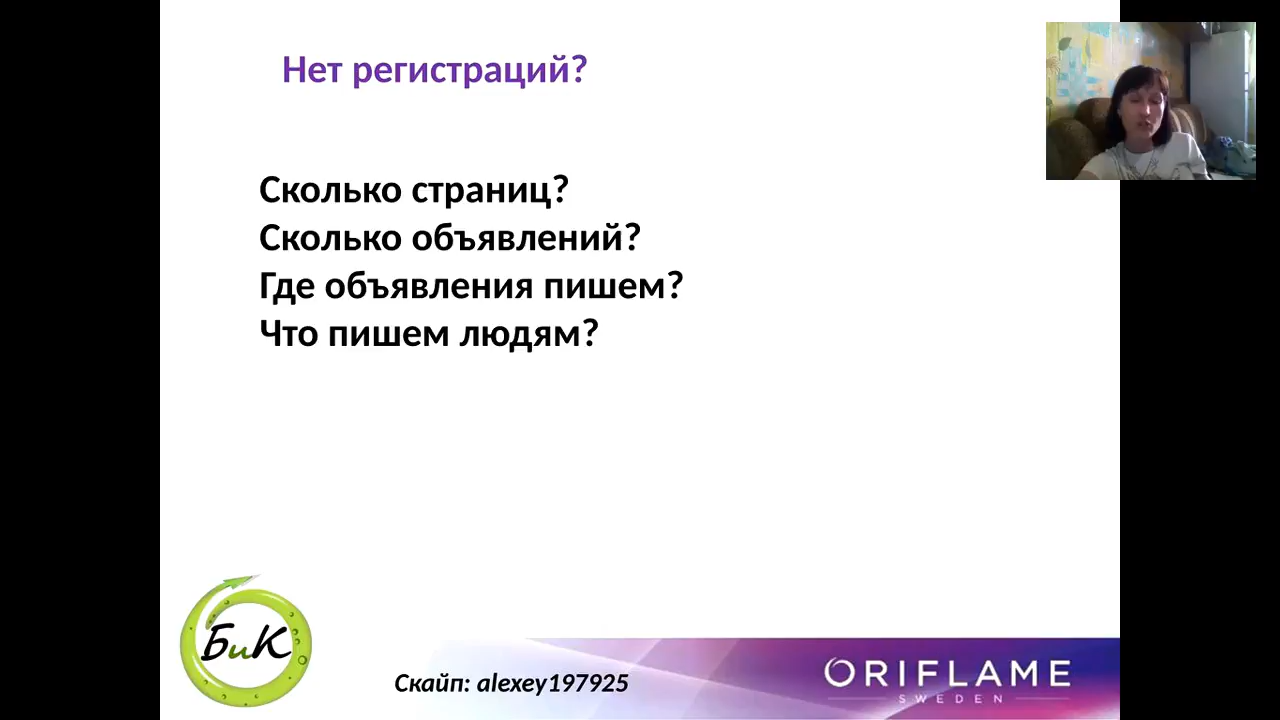 Нет регистраций?
Сколько страниц?
Сколько объявлений?
Где объявления пишем?
Что пишем людям?
БиК
Скайп: alexey197925
ORIFLAME
SWEDEN